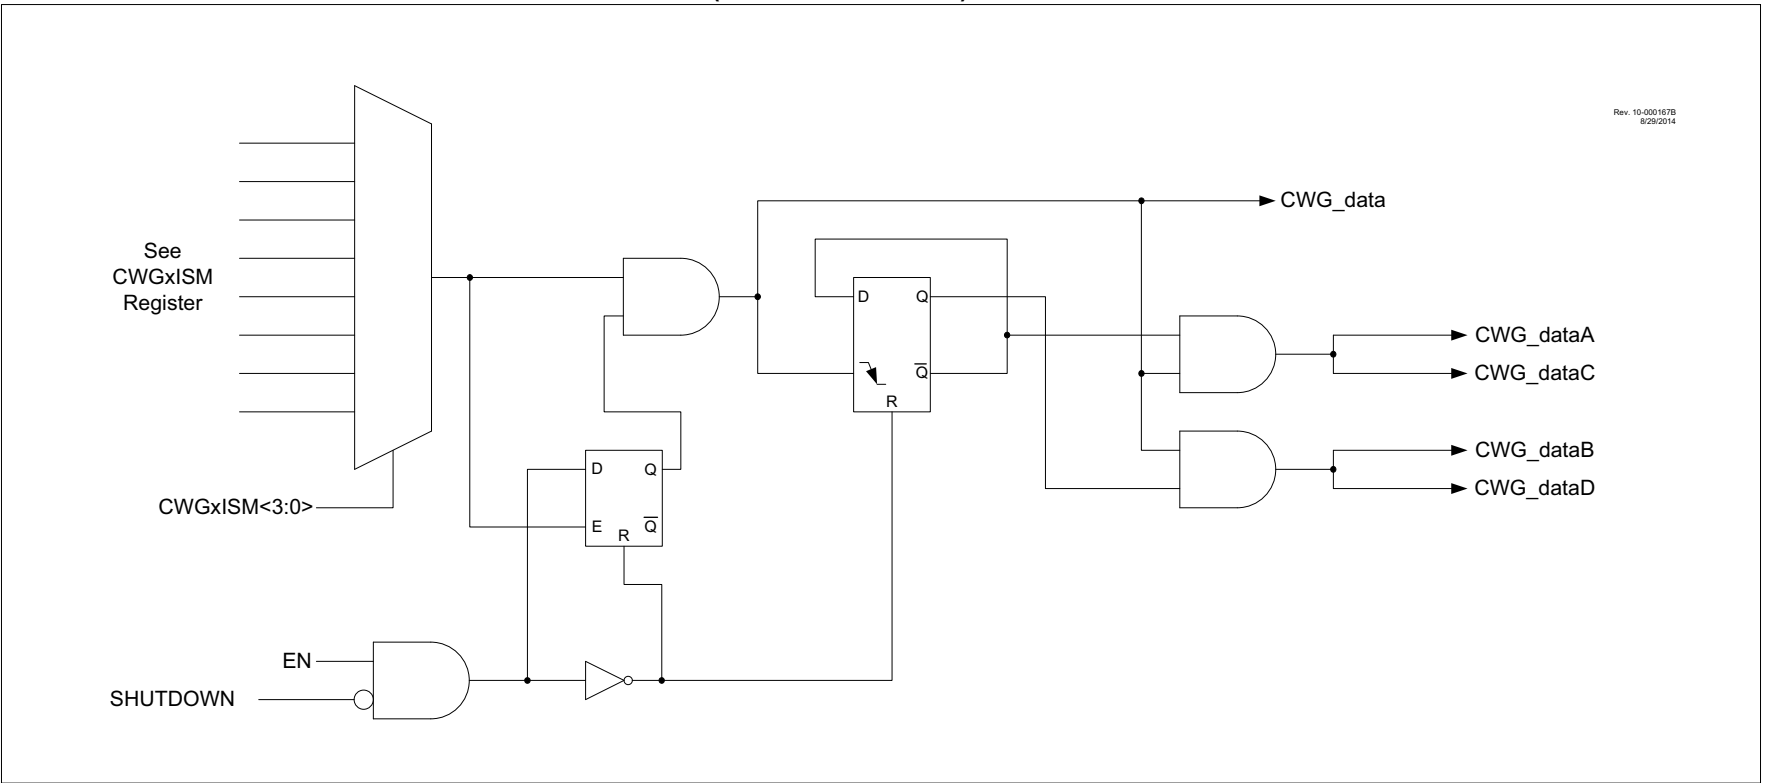 Rev. 10-000167B
8/29/2014
CWG_data
See
CWGxISM
Register
D
Q
Q
R
CWG_dataA
CWG_dataC
CWG_dataB
CWG_dataD
D
Q
E
R
Q
CWGxISM<3:0>
EN
SHUTDOWN